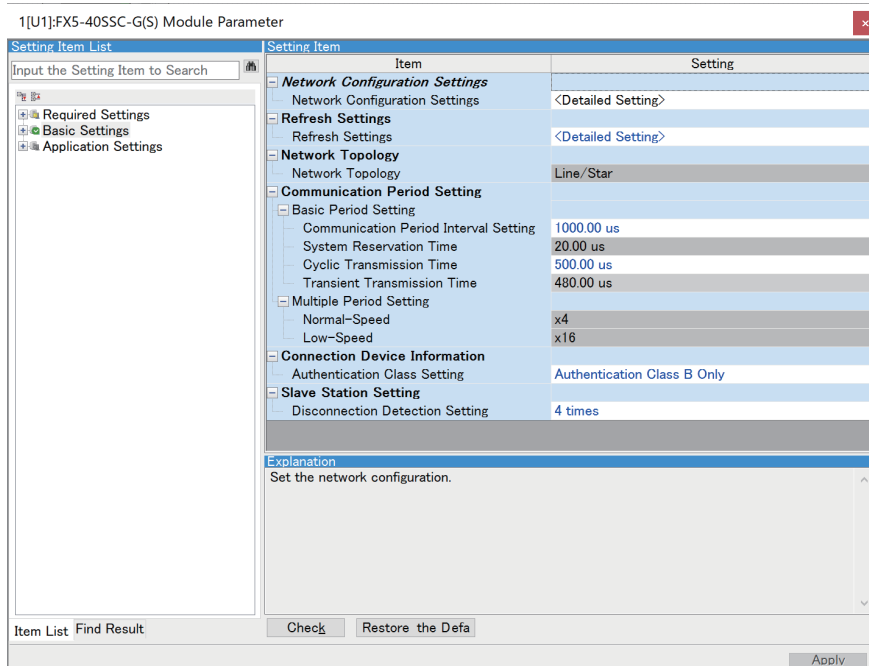 1[U1]:FX5-40SSC-G(S) Module Parameter
Setting Item List
Input the Setting Item to Search
Required Settings
Basic Settings
Application Settings
Item List Find Result
Setting Item
Item Setting
Network Configuration Settings
Network Configuration Settings <Detailed Setting>
Refresh Settings
Refresh Settings <Detailed Setting>
Network Topology
Network Topology Line/Star
Communication Period Setting
Basic Period Setting
Communication Period Interval Setting 1000.00 us
System Reservation Time 20.00 us
Cyclic Transmission Time 500.00 us
Transient Transmission Time 480.00 us
Multiple Period Setting
Normal-Speed x4
Low-Speed x16
Connection Device Information
Authentication Class Setting Authentication Class B Only
Slave Station Setting
Disconnection Detection Setting 4 times
Explanation
Set the network configuration.
Check Restore the Defa
Apply